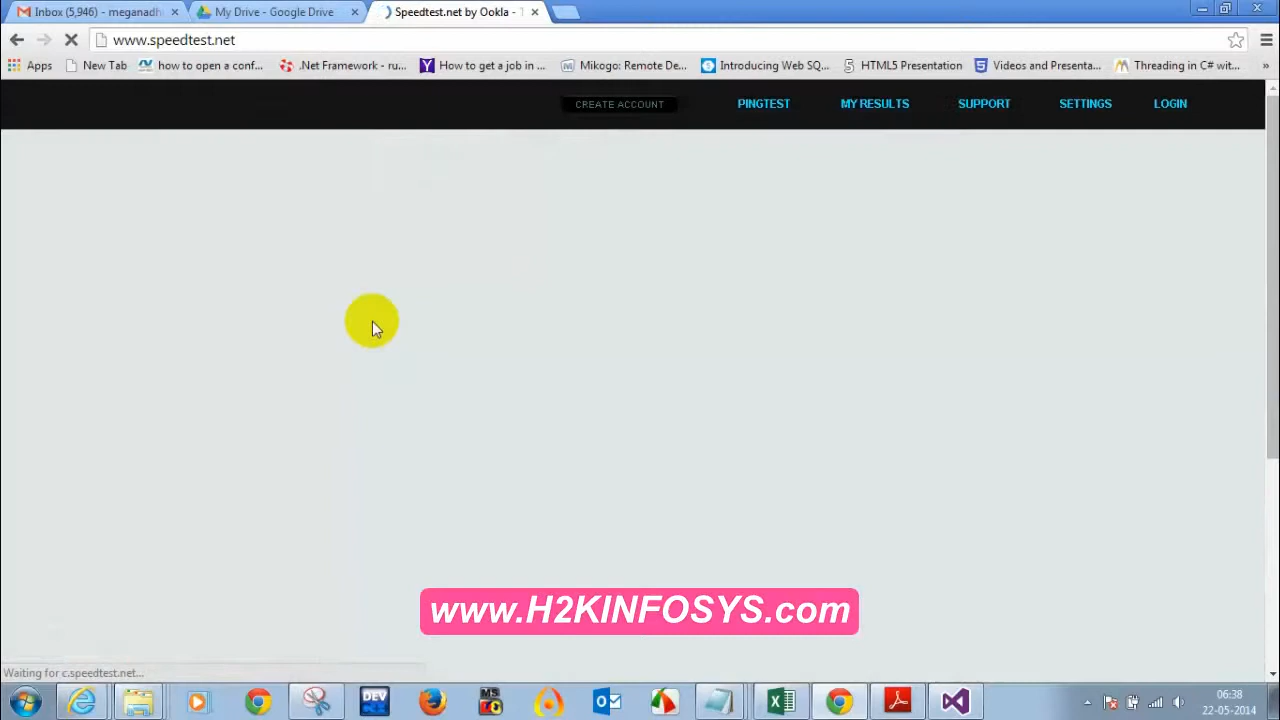 Inbox (5,946) - meganadh
My Drive - Google Drive
Speedtest.net by Ookla - T
www.speedtest.net
Apps
New Tab
how to open a conf...
.Net Framework - ru...
How to get a job in ...
Mikogo: Remote De...
Introducing Web SQ...
HTML5 Presentation
Videos and Presenta...
Threading in C# wit...
»
CREATE ACCOUNT
PINGTEST
MY RESULTS
SUPPORT
SETTINGS
LOGIN
www.H2KINFOSYS.com
Waiting for c.speedtest.net...
DEV
MS
06:38
22-05-2014